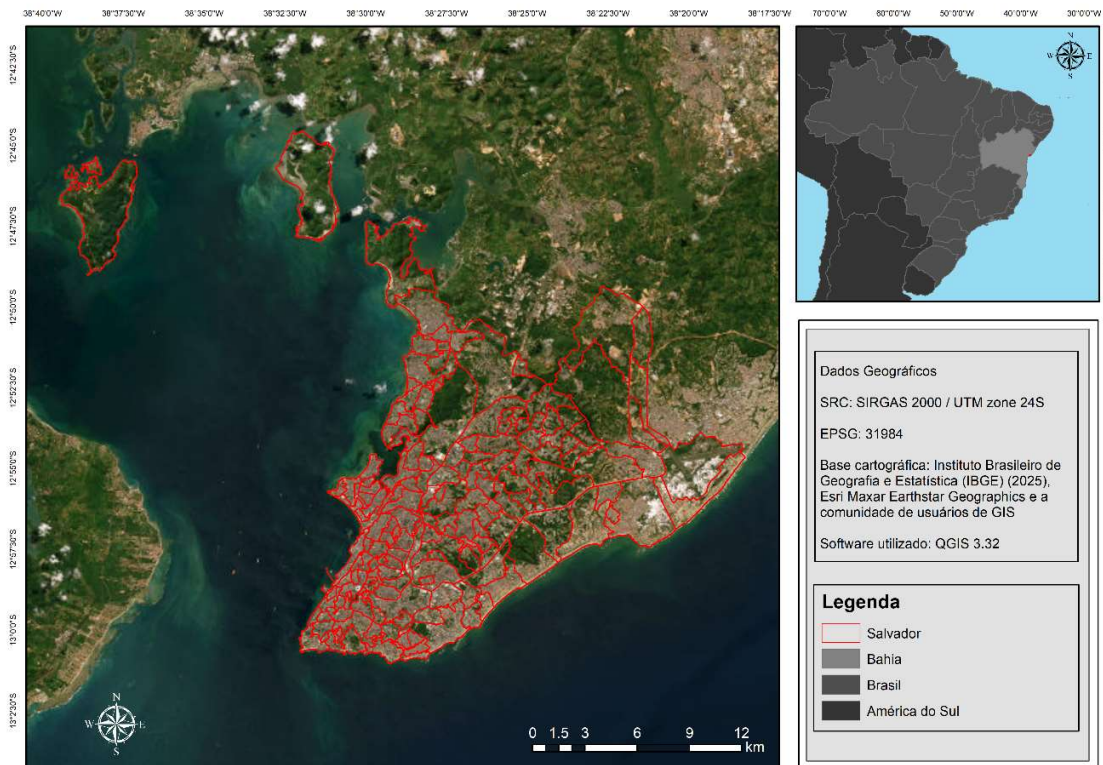 38°40'0"W 38°37'30"W 38°35'0"W 38°32'30"W 38°30'0"W 38°27'30"W 38°25'0"W 38°22'30"W 38°20'0"W 38°17'30"W
70°0'0"W 60°0'0"W 50°0'0"W 40°0'0"W 30°0'0"W
12°42'30"S
12°45'0"S
12°47'30"S
12°50'0"S
12°52'30"S
12°55'0"S
12°57'30"S
13°0'0"S
13°2'30"S
N
W E
S
0 1.5 3 6 9 12
km
N
W E
S
Dados Geográficos
SRC: SIRGAS 2000 / UTM zone 24S
EPSG: 31984
Base cartográfica: Instituto Brasileiro de
Geografia e Estatística (IBGE) (2025),
Esri Maxar Earthstar Geographics e a
comunidade de usuários de GIS
Software utilizado: QGIS 3.32
Legenda
Salvador
Bahia
Brasil
América do Sul